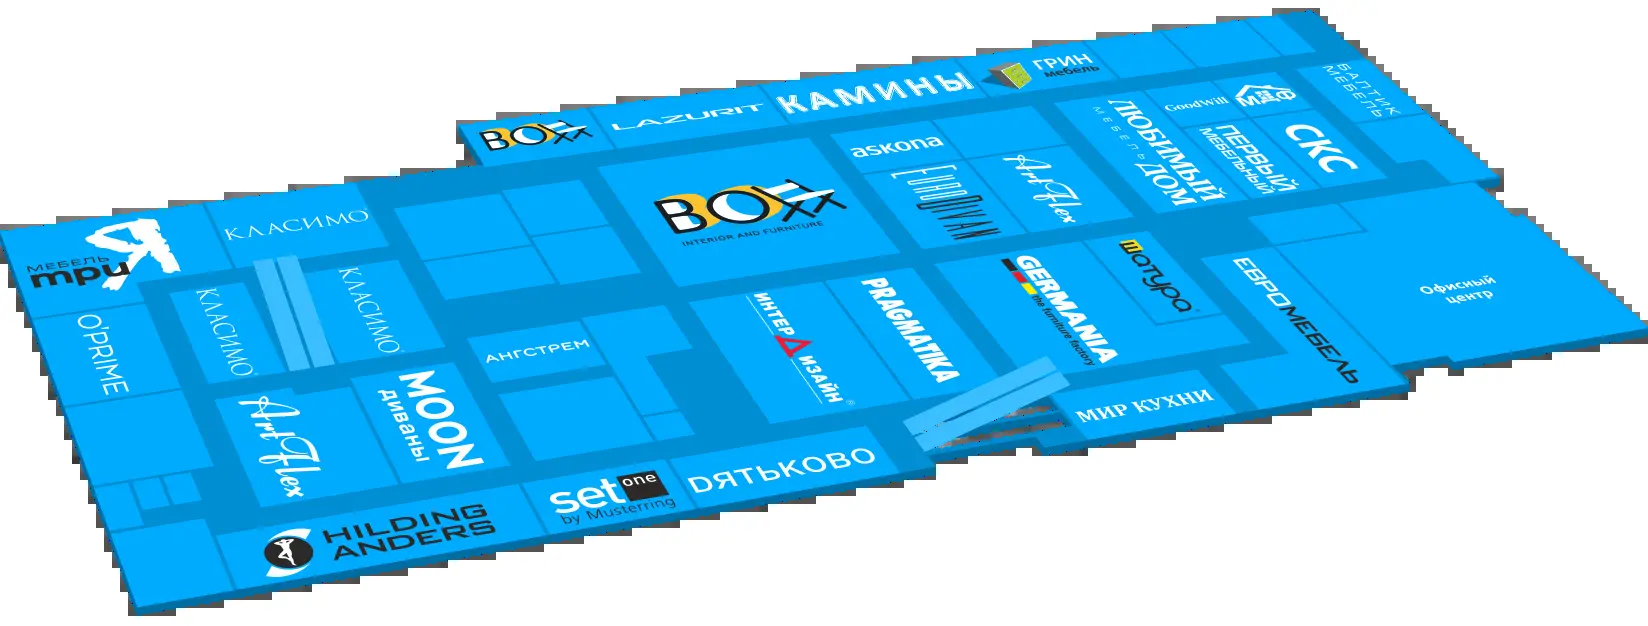 BOXX
LAZURIT
КАМИНЫ
ГРИН
мебель
БАЛТИК
МЕБЕЛЬ
GoodWill
МДФ
ЛЮБИМЫЙ
ДОМ
МЕБЕЛЬ
ПЕРВЫЙ
МЕБЕЛЬНЫЙ
СКС
askona
EURODIVAN
ArtFlex
BOXX
INTERIOR AND FURNITURE
МЕБЕЛЬ
три
Я
КЛАСИМО
КЛАСИМО
КЛАСИМО
O'PRIME
АНГСТРЕМ
ИНТЕР
ДИЗАЙН
PRAGMATIKA
GERMANIA
the furniture factory
шатура
ЕВРОМЕБЕЛЬ
Офисный
центр
ArtFlex
MOON
диваны
МИР КУХНИ
HILDING
ANDERS
set one
by Musterring
DЯТЬКОВО